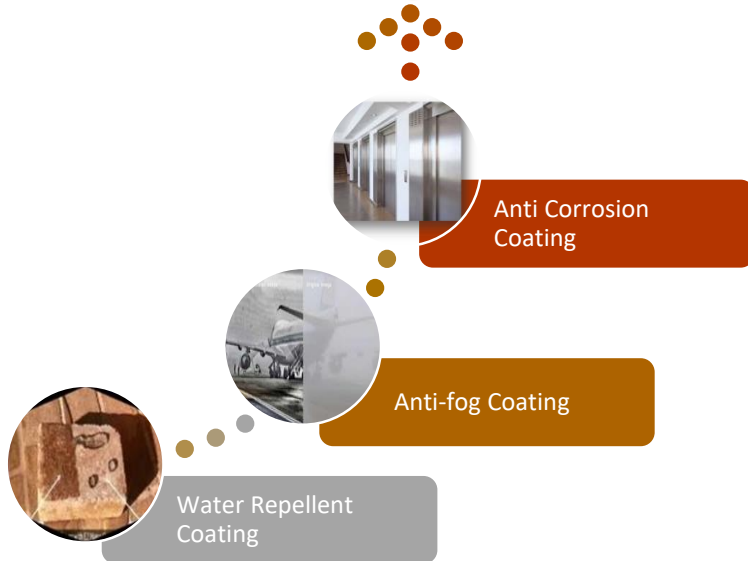 Anti Corrosion
Coating
Anti-fog Coating
Water Repellent
Coating